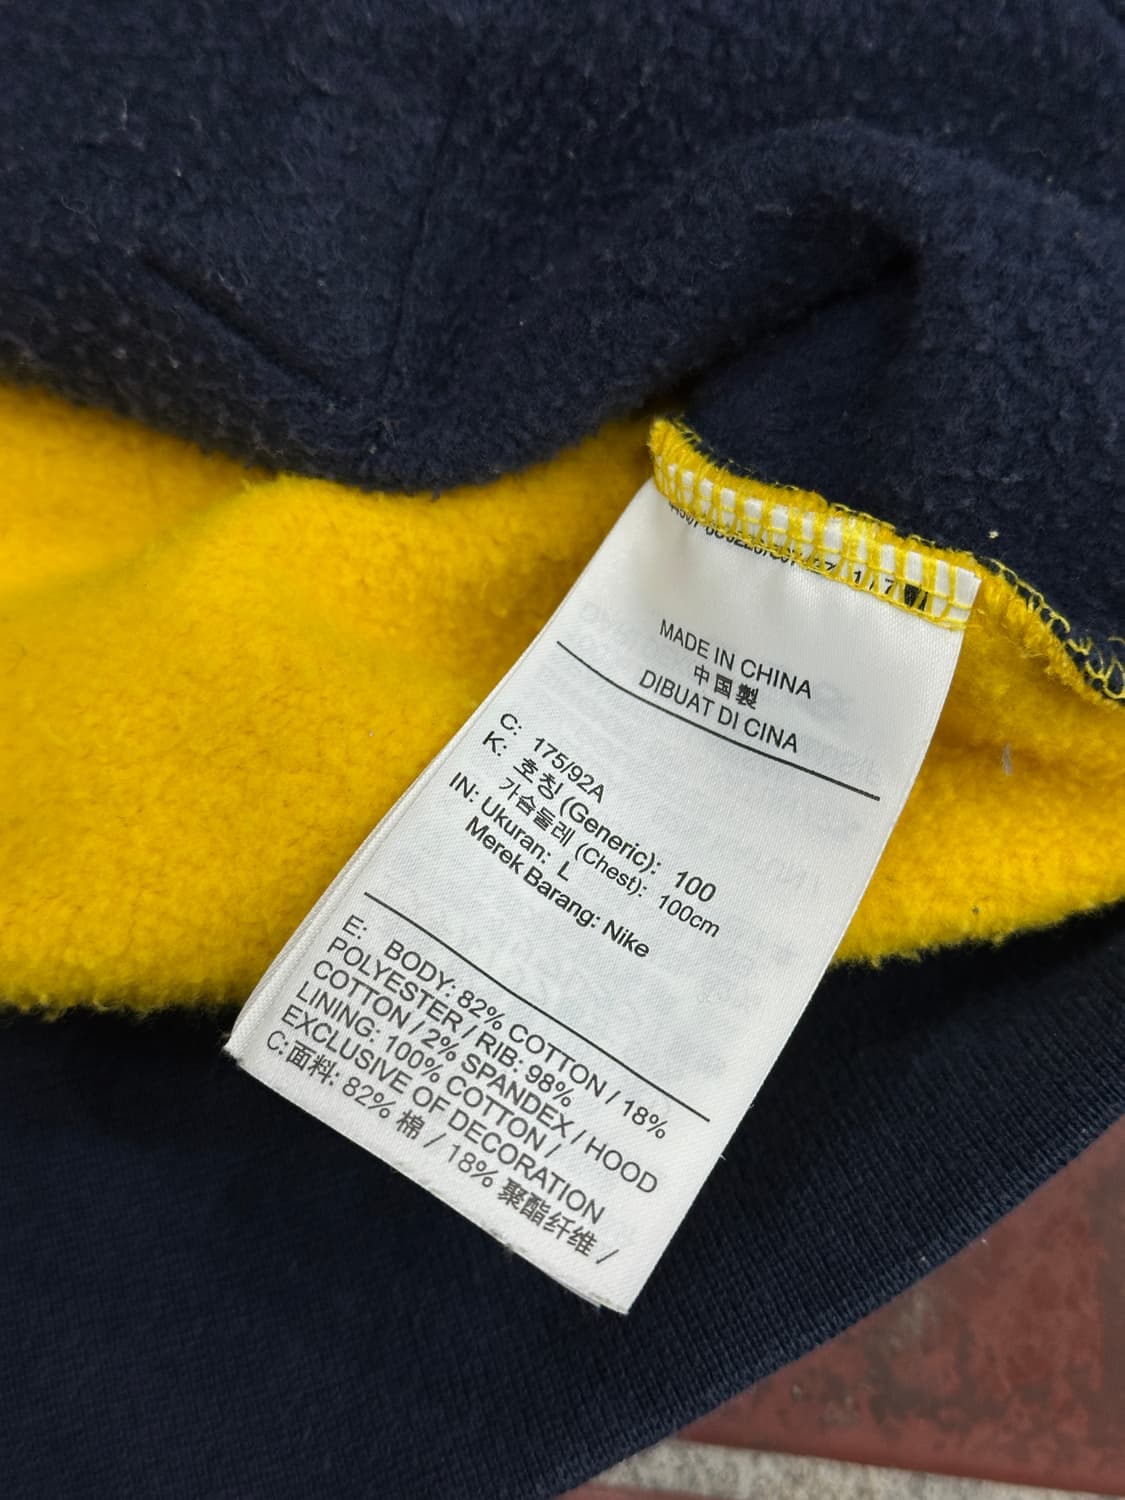 MADE IN CHINA
中国製
DIBUAT DI CINA
C: 175/92A
K: 호칭 (Generic): 100
가슴둘레 (Chest): 100cm
IN: Ukuran: L
Merek Barang: Nike
E: BODY: 82% COTTON / 18%
POLYESTER / RIB: 98%
COTTON / 2% SPANDEX / HOOD
LINING: 100% COTTON /
EXCLUSIVE OF DECORATION
C:面料: 82% 棉 / 18% 聚酯纤维 /